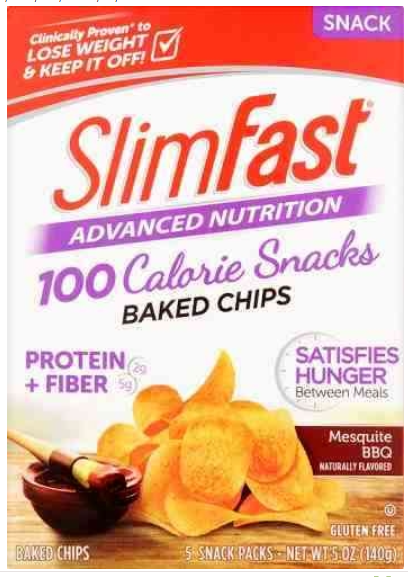 SNACK
Clinically Proven* to
LOSE WEIGHT
& KEEP IT OFF!
SlimFast®
ADVANCED NUTRITION
100 Calorie Snacks
BAKED CHIPS
PROTEIN 2g
+ FIBER 5g
SATISFIES
HUNGER
Between Meals
Mesquite
BBQ
NATURALLY FLAVORED
U
GLUTEN FREE
BAKED CHIPS
5 SNACK PACKS • NET WT 5 OZ (140g)